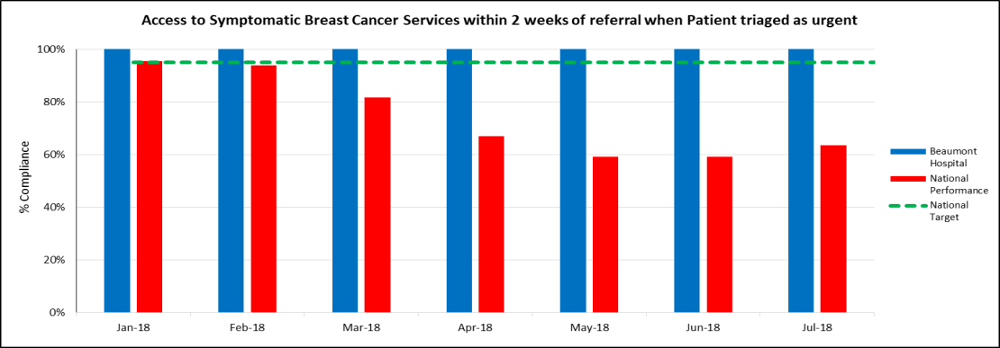 Access to Symptomatic Breast Cancer Services within 2 weeks of referral when Patient triaged as urgent
100%
80%
60%
40%
20%
0%
% Compliance
Jan-18
Feb-18
Mar-18
Apr-18
May-18
Jun-18
Jul-18
Beaumont
Hospital
National
Performance
National
Target